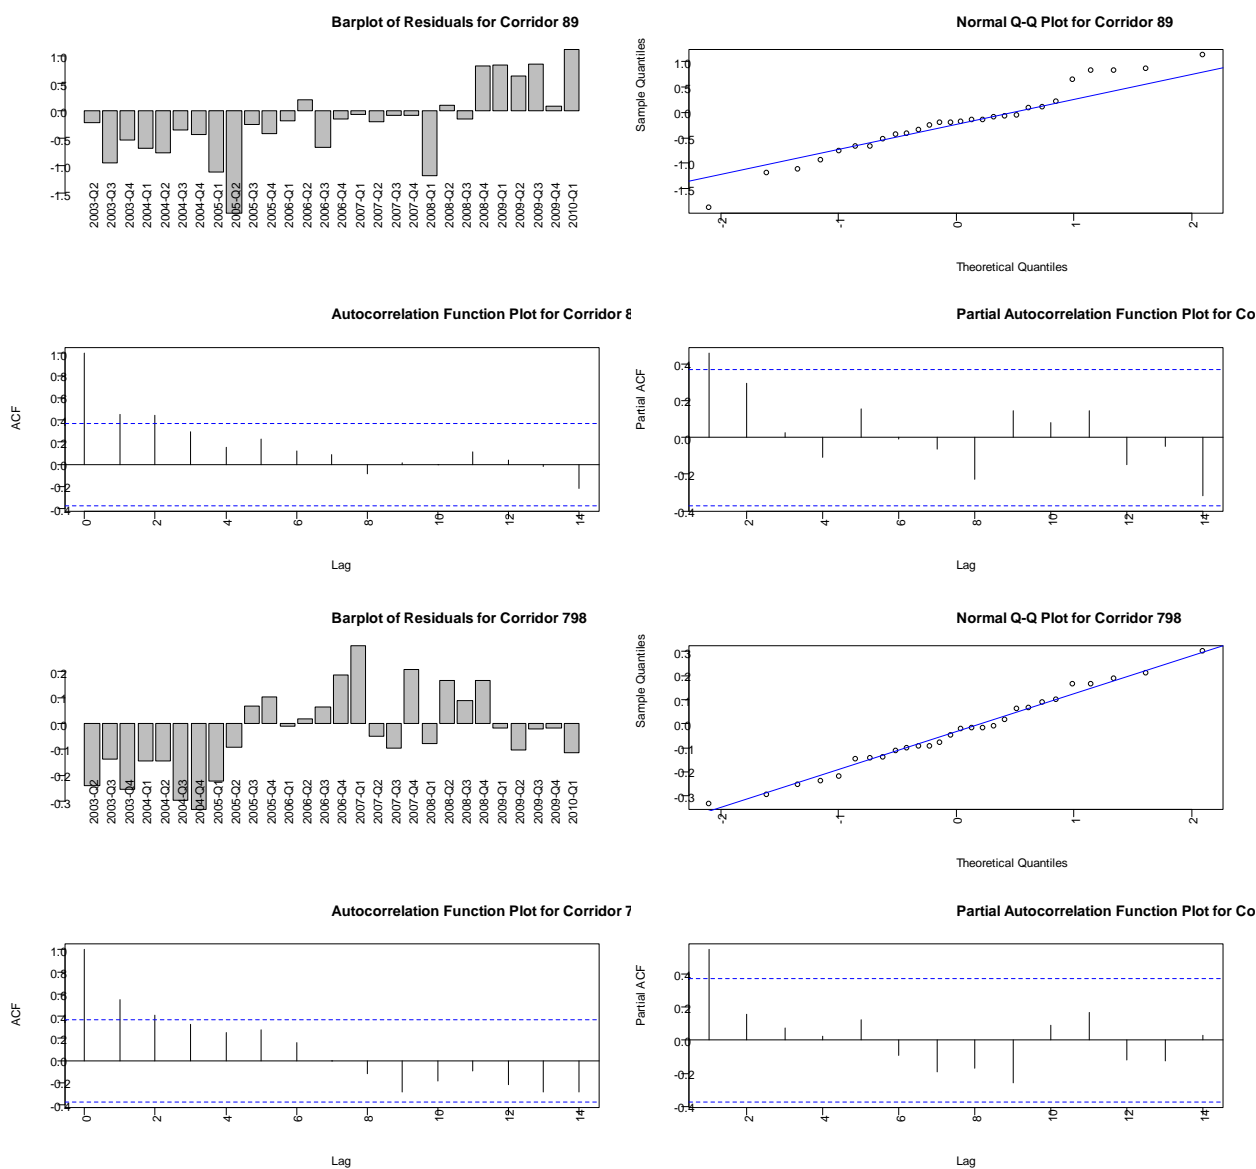 Barplot of Residuals for Corridor 89
1.0
0.5
0.0
-0.5
-1.0
-1.5
2003-Q2
2003-Q3
2003-Q4
2004-Q1
2004-Q2
2004-Q3
2004-Q4
2005-Q1
2005-Q2
2005-Q3
2005-Q4
2006-Q1
2006-Q2
2006-Q3
2006-Q4
2007-Q1
2007-Q2
2007-Q3
2007-Q4
2008-Q1
2008-Q2
2008-Q3
2008-Q4
2009-Q1
2009-Q2
2009-Q3
2009-Q4
2010-Q1
Normal Q-Q Plot for Corridor 89
Sample Quantiles
1.0
0.5
0.0
-0.5
-1.0
-1.5
-2
-1
0
1
2
Theoretical Quantiles
Autocorrelation Function Plot for Corridor 8
ACF
1.0
0.8
0.6
0.4
0.2
0.0
-0.2
-0.4
0
2
4
6
8
10
12
14
Lag
Partial Autocorrelation Function Plot for Co
Partial ACF
0.4
0.2
0.0
-0.2
-0.4
2
4
6
8
10
12
14
Lag
Barplot of Residuals for Corridor 798
0.2
0.1
0.0
-0.1
-0.2
-0.3
2003-Q2
2003-Q3
2003-Q4
2004-Q1
2004-Q2
2004-Q3
2004-Q4
2005-Q1
2005-Q2
2005-Q3
2005-Q4
2006-Q1
2006-Q2
2006-Q3
2006-Q4
2007-Q1
2007-Q2
2007-Q3
2007-Q4
2008-Q1
2008-Q2
2008-Q3
2008-Q4
2009-Q1
2009-Q2
2009-Q3
2009-Q4
2010-Q1
Normal Q-Q Plot for Corridor 798
Sample Quantiles
0.3
0.2
0.1
0.0
-0.1
-0.2
-0.3
-2
-1
0
1
2
Theoretical Quantiles
Autocorrelation Function Plot for Corridor 7
ACF
1.0
0.8
0.6
0.4
0.2
0.0
-0.2
-0.4
0
2
4
6
8
10
12
14
Lag
Partial Autocorrelation Function Plot for Co
Partial ACF
0.4
0.2
0.0
-0.2
-0.4
2
4
6
8
10
12
14
Lag